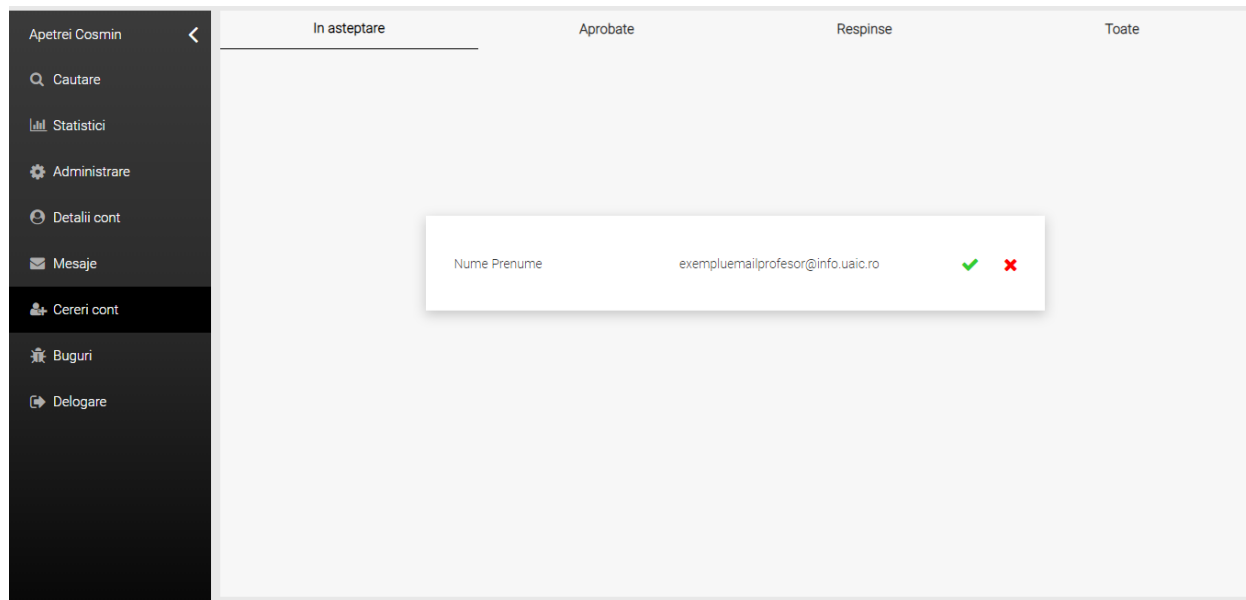 Apetrei Cosmin
Cautare
Statistici
Administrare
Detalii cont
Mesaje
Cereri cont
Buguri
Delogare
In asteptare Aprobate Respinse Toate
Nume Prenume exempluemailprofesor@info.uaic.ro